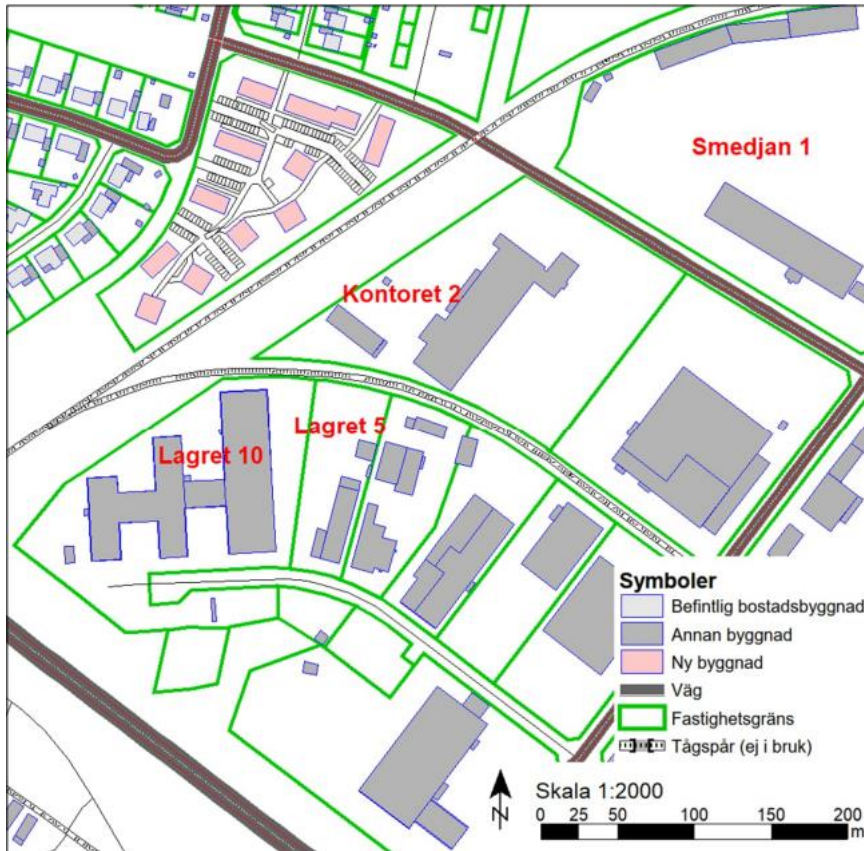 Smedjan 1
Kontoret 2
Lagret 5
Lagret 10
Symboler
Befintlig bostadsbyggnad
Annan byggnad
Ny byggnad
Väg
Fastighetsgräns
Tågspår (ej i bruk)
N
Skala 1:2000
0 25 50 100 150 200
m